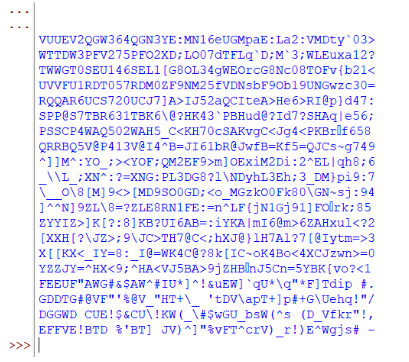 ...
...
VUUEV2QGW364QGN3YE:MN16eUGMpaE:La2:VMDty`03>
WTTDW3PFV275PFO2XD;LO07dTFLq`D;M`3;WLEuxa12?
TWWGT0SEU146SEL1[G8OL34gWEOrcG8Nc08TOFv{b21<
UVVFU1RDT057RDM0ZF9NM25fVDNsbF9Ob19UNGwzc30=
RQQAR6UCS720UCJ7]A>IJ52aQCIteA>He6>RI@p}d47:
SPP@S7TBR631TBK6\@?HK43`PBHud@?Id7?SHAq|e56;
PSSCP4WAQ502WAH5_C<KH70cSAKvgC<Jg4<PKBrf658
QRRBQ5V@P413V@I4^B=JI61bR@JwfB=Kf5=QJCs~g749
^]]M^:YO_;><YOF;QM2EF9>m]OExiM2Di:2^EL|qh8;6
_\\L_;XN^:?=XNG:PL3DG8?l\NDyhL3Eh;3_DM}pi9:7
\__O\8[M]9<>[MD9SO0GD;<o_MGzkO0Fk80\GN~sj:94
]^^N]9ZL\8=?ZLE8RN1FE:=n^LF{jN1Gj91]FOrk;85
ZYYIZ>]K[?:8]KB?UI6AB=:iYKA|mI6@m>6ZAHxul<?2
[XXH[?\JZ>;9\JC>TH7@C<;hXJ@}lH7Al?7[@Iytm=>3
X[[KX<_IY=8:_I@=WK4C@?8k[IC~oK4Bo<4XCJzwn>=0
YZZJY=^HX<9;^HA<VJ5BA>9jZHBnJ5Cn=5YBK{vo?<1
FEEUF"AWG#&$AW^#IU*]^!&uEW]`qU*\q"*F]Tdip #.
GDDTG#@VF"'%@V_"HT+\_ 'tDV\apT+]p#+G\Uehq!"/
DGGWD CUE!$&CU\!KW(_\#$wGU_bsW(^s (D_Vfkr"!,
EFFVE!BTD %'BT] JV)^]"%vFT^crV)_r!)E^Wgjs# -
>>>